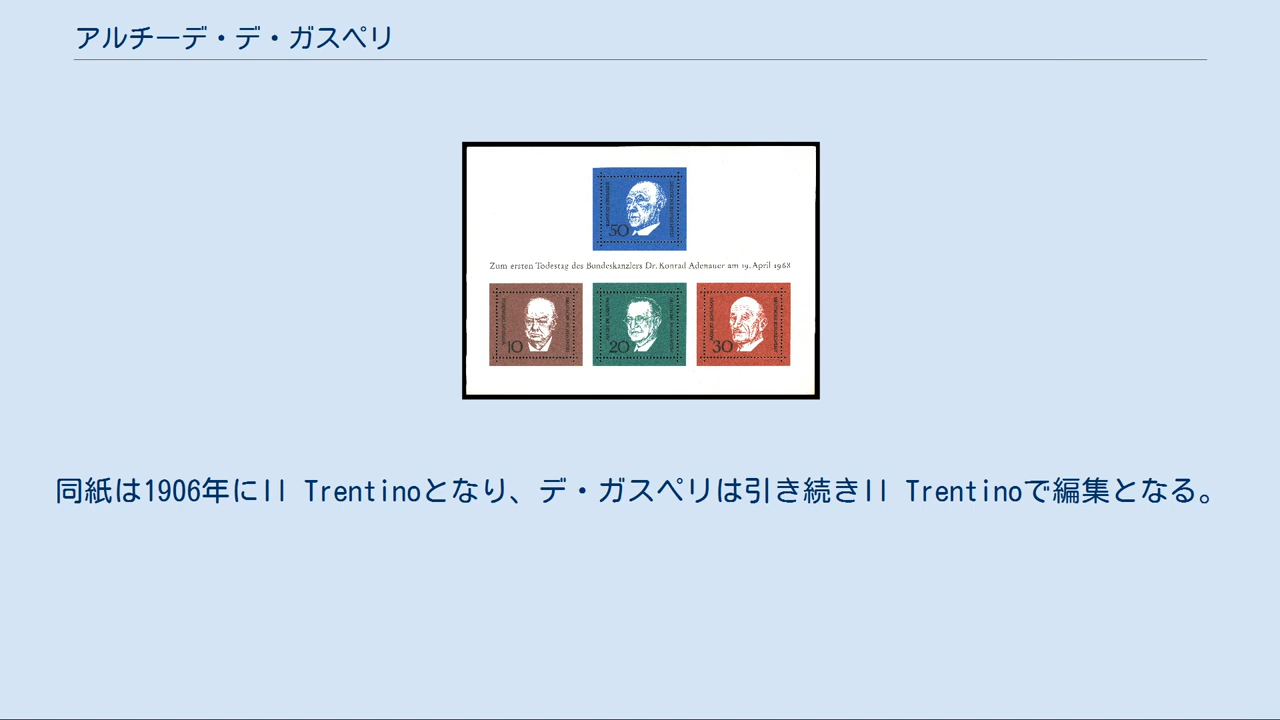 アルチーデ・デ・ガスペリ
50
Zum ersten Todestag des Bundeskanzlers Dr. Konrad Adenauer am 19. April 1968
10
20
30
同紙は1906年にIl Trentinoとなり、デ・ガスペリは引き続きIl Trentinoで編集となる。